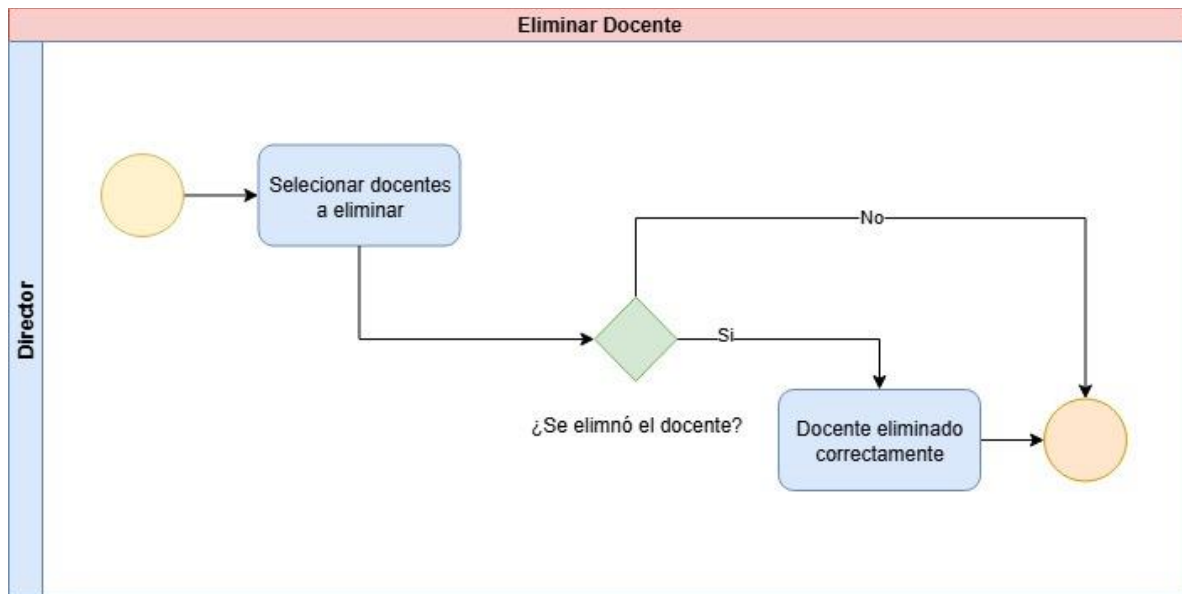 Eliminar Docente
Director
Selecionar docentes
a eliminar
No
Si
¿Se elimnó el docente?
Docente eliminado
correctamente